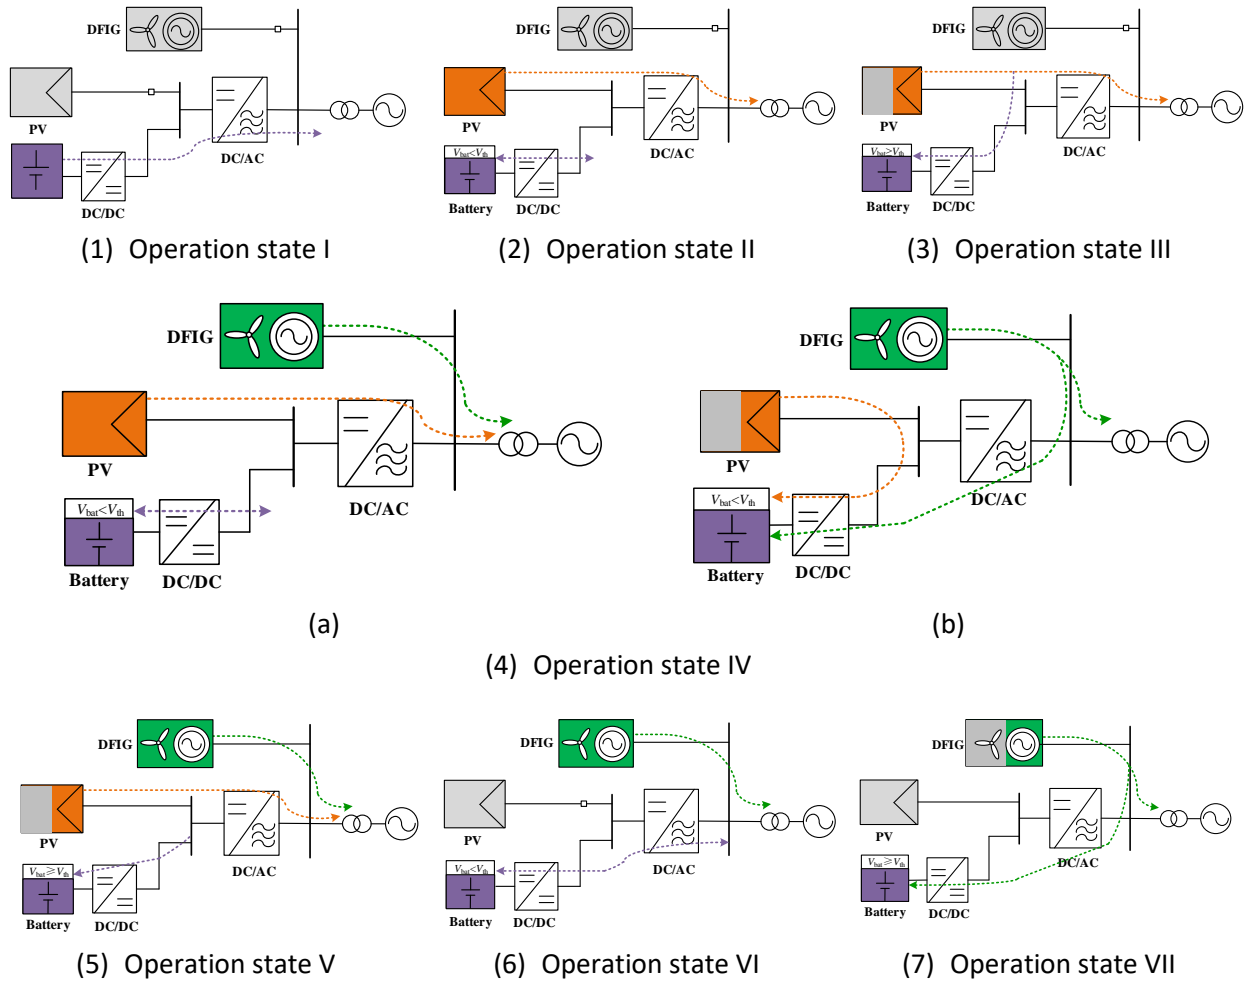 DFIG
PV
DC/AC
DC/DC
(1) Operation state I
DFIG
PV
DC/AC
Vbat<Vth
Battery
DC/DC
(2) Operation state II
DFIG
PV
DC/AC
Vbat>Vth
Battery
DC/DC
(3) Operation state III
DFIG
PV
DC/AC
Vbat<Vth
Battery
DC/DC
(a)
DFIG
PV
DC/AC
Vbat<Vth
Battery
DC/DC
(b)
(4) Operation state IV
DFIG
PV
DC/AC
Vbat≥Vth
Battery
DC/DC
(5) Operation state V
DFIG
PV
DC/AC
Vbat<Vth
Battery
DC/DC
(6) Operation state VI
DFIG
PV
DC/AC
Vbat≥Vth
Battery
DC/DC
(7) Operation state VII